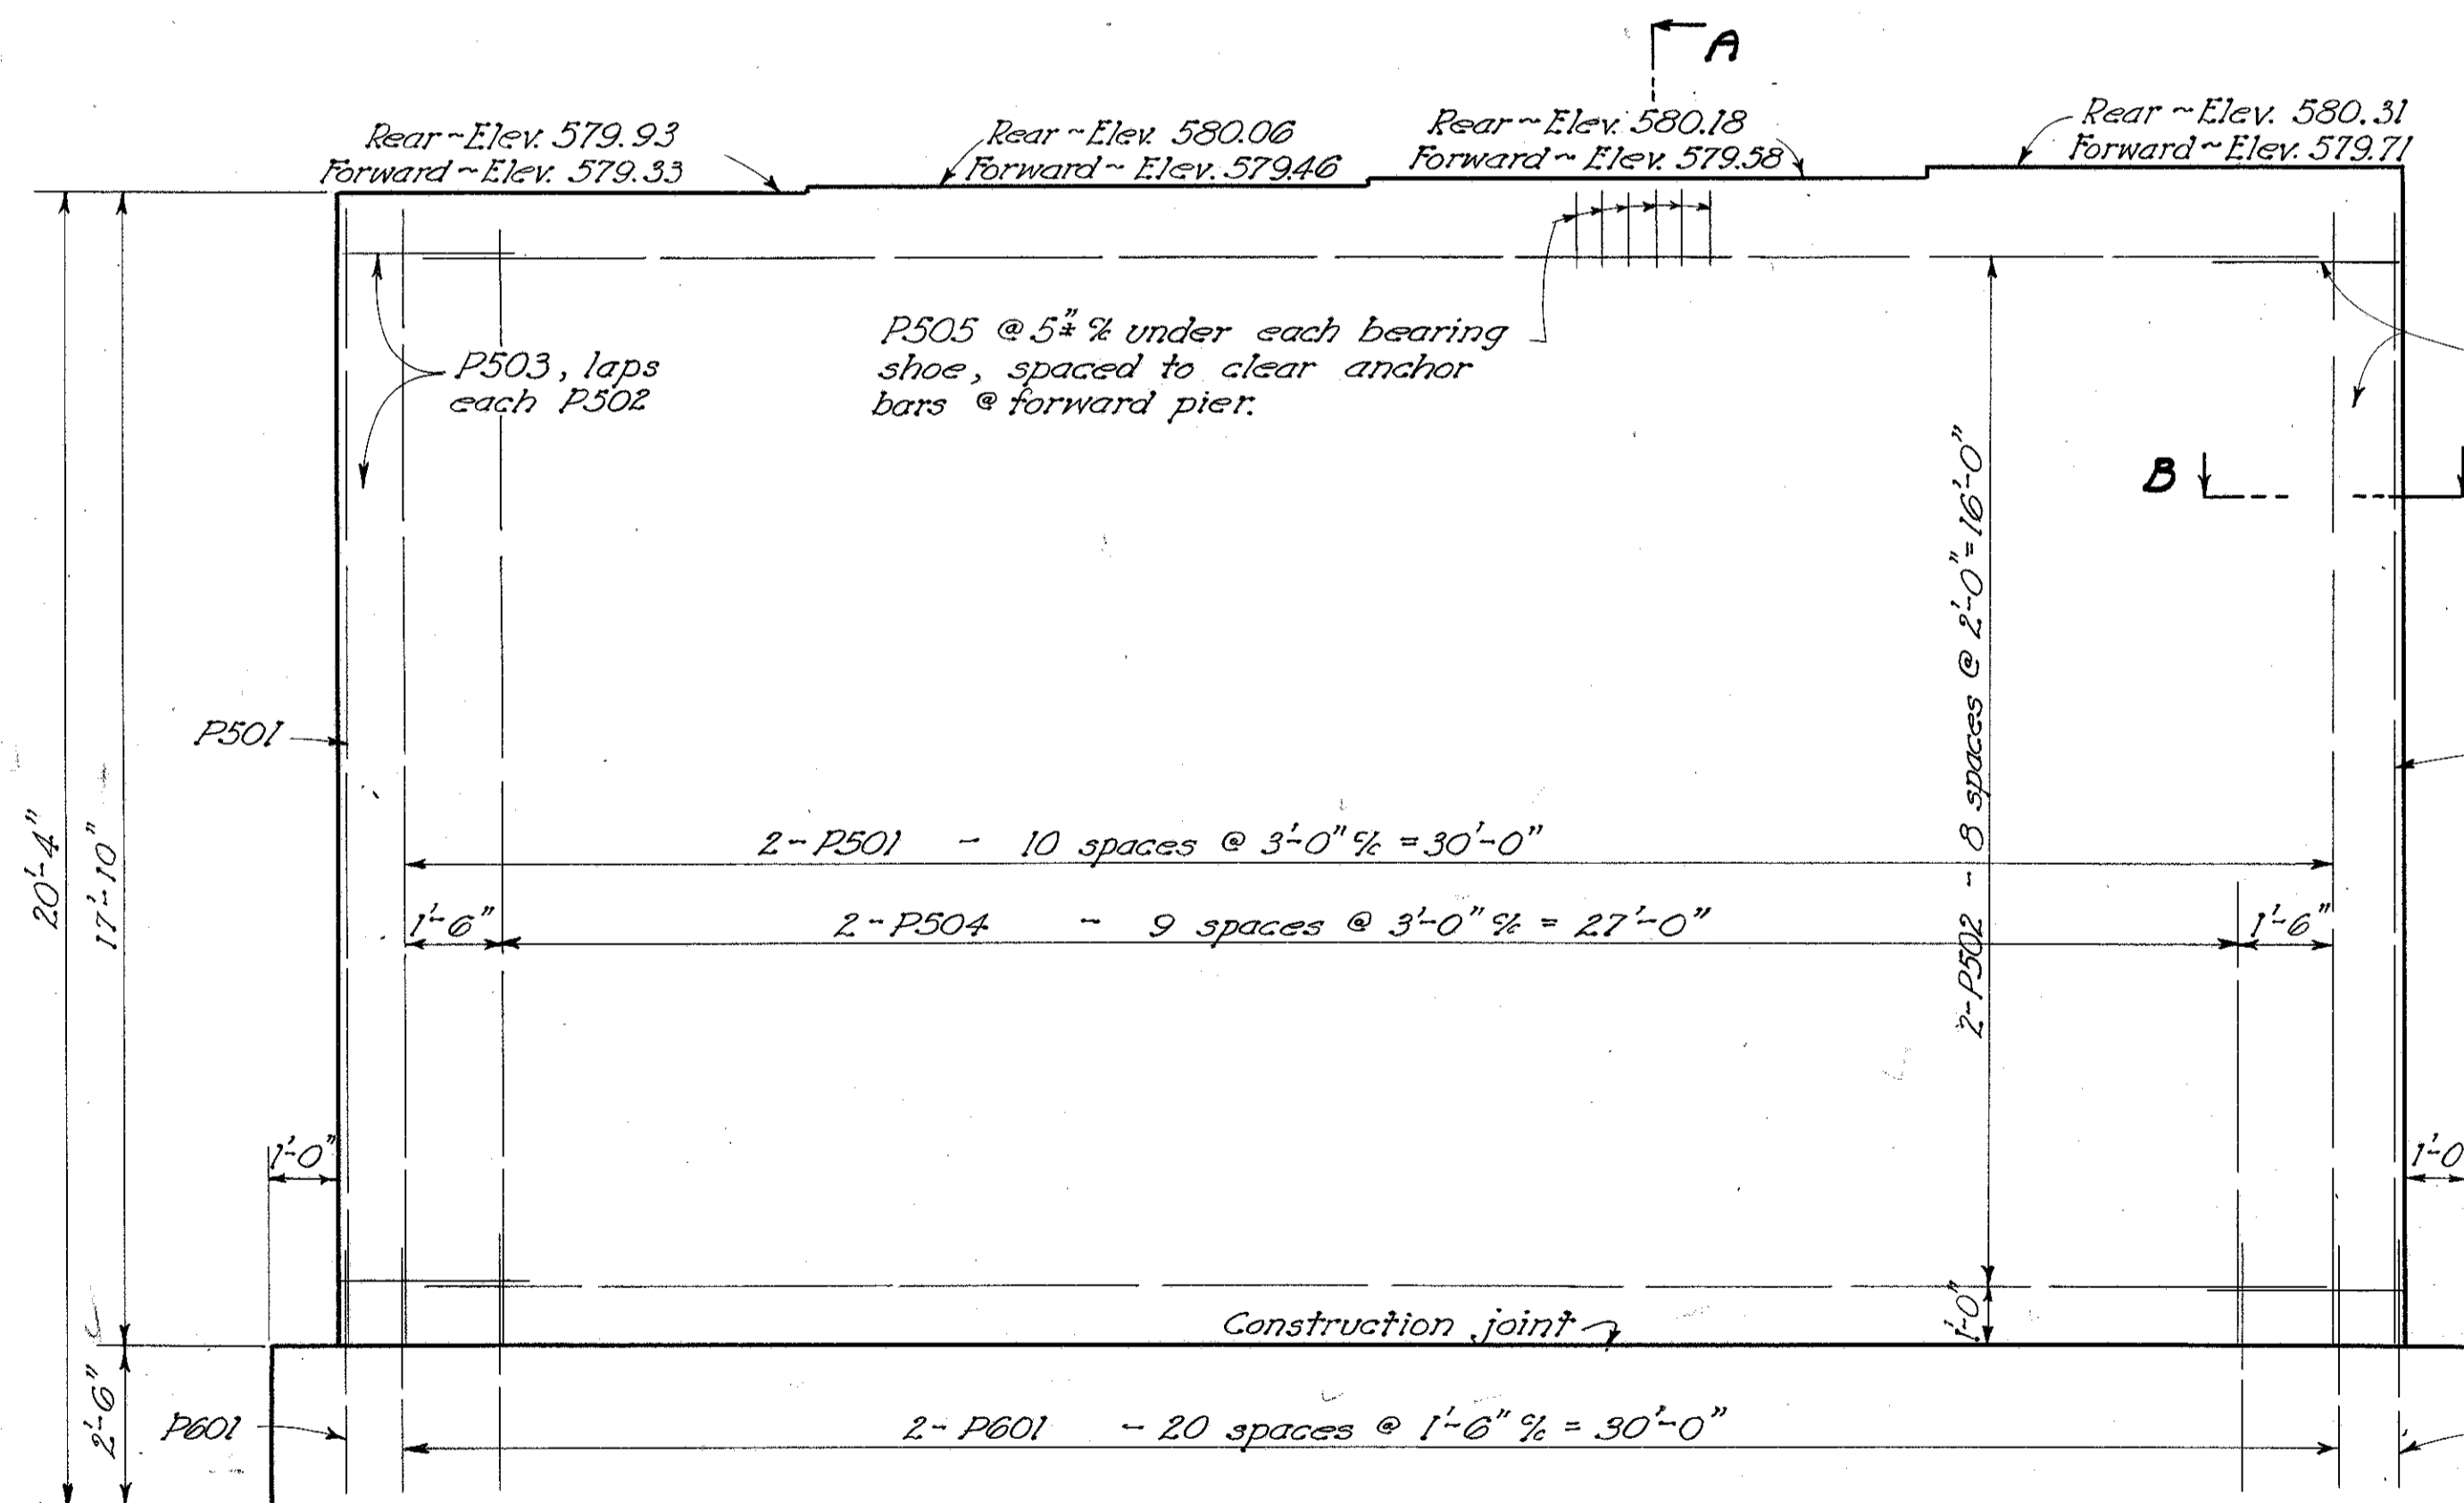 A
Rear ~ Elev. 579.93
Forward ~ Elev. 579.33
Rear ~ Elev. 580.06
Forward ~ Elev. 579.46
Rear ~ Elev. 580.18
Forward ~ Elev. 579.58
Rear ~ Elev. 580.31
Forward ~ Elev. 579.71
P503, laps
each P502
P505 @ 5"± c/c under each bearing
shoe, spaced to clear anchor
bars @ forward pier.
B
2-P502 - 8 spaces @ 2'-0" = 16'-0"
P501
20'-4"
17'-10"
2-P501 - 10 spaces @ 3'-0" c/c = 30'-0"
1'-6"
2-P504 - 9 spaces @ 3'-0" c/c = 27'-0"
1'-6"
1'-0"
1'-0
Construction joint
1'-0"
2'-6"
P601
2-P601 - 20 spaces @ 1'-6" c/c = 30'-0"